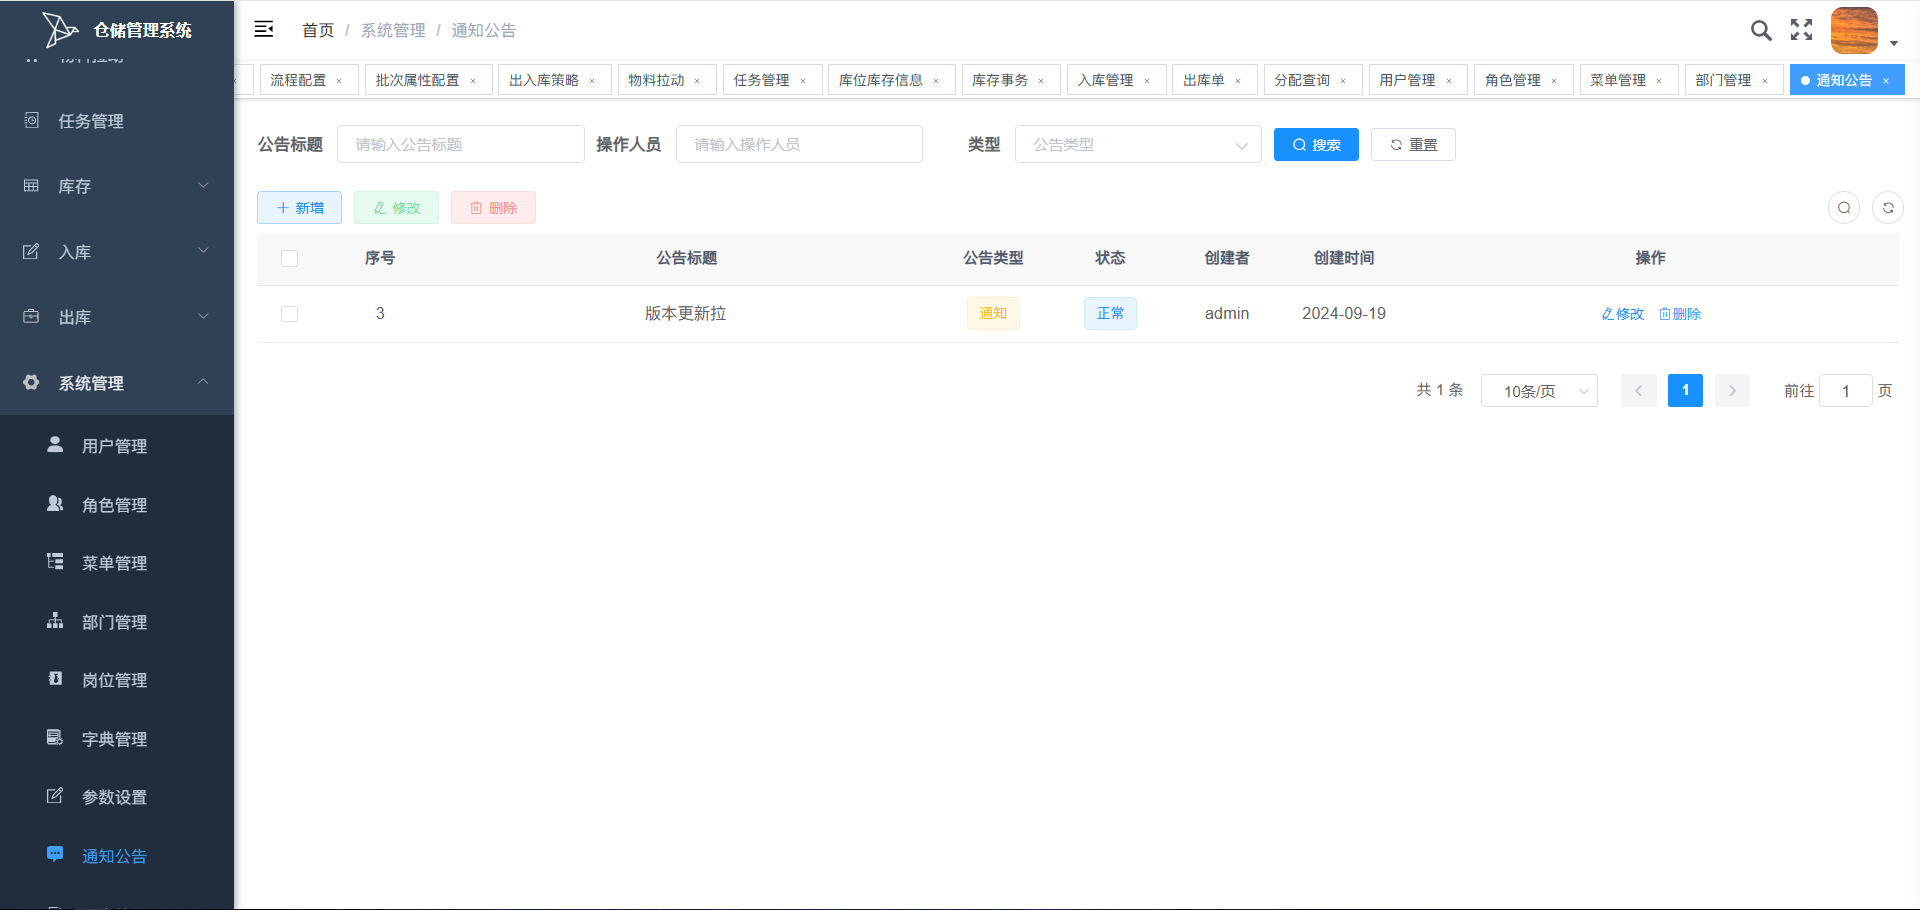 仓储管理系统
任务管理
库存
入库
出库
系统管理
用户管理
角色管理
菜单管理
部门管理
岗位管理
字典管理
参数设置
通知公告
首页 / 系统管理 / 通知公告
流程配置 × 批次属性配置 × 出入库策略 × 物料拉动 × 任务管理 × 库位库存信息 × 库存事务 × 入库管理 × 出库单 × 分配查询 × 用户管理 × 角色管理 × 菜单管理 × 部门管理 × 通知公告 ×
公告标题 请输入公告标题 操作人员 请输入操作人员 类型 公告类型 搜索 重置
新增 修改 删除
序号 公告标题 公告类型 状态 创建者 创建时间 操作
3 版本更新拉 通知 正常 admin 2024-09-19 修改 删除
共 1 条 10条/页 1 前往 1 页